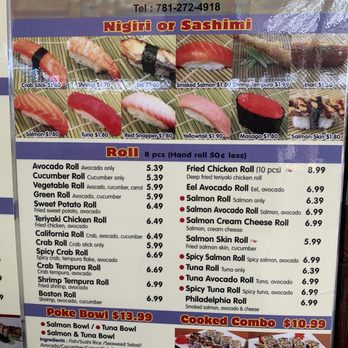 Tel : 781-272-4918
Nigiri or Sashimi
Crab Stick $1.60
Shrimp $1.70
Eel
Smoked Salmon $1.80
Shrimp Tempura $1.99
Inari
Salmon $1.80
Tuna $1.80
Red Snapper $1.80
Yellowtail $1.90
Masago $1.80
Salmon Skin $1.80
Roll 8 pcs (Hand roll 50¢ less)
Avocado Roll Avocado only 5.39
Cucumber Roll Cucumber only 5.39
Vegetable Roll Avocado, cucumber, carrot 5.99
Green Roll Avocado, cucumber 5.99
Sweet Potato Roll 6.49
Fried sweet potato, avocado
Teriyaki Chicken Roll 6.49
Fried chicken, avocado
California Roll Crab, avocado, cucumber 6.49
Crab Roll Crab stick only 5.99
Spicy Crab Roll 6.99
Spicy crab, tempura flake, avocado
Crab Tempura Roll 6.49
Crab tempura, avocado
Shrimp Tempura Roll 6.99
Fried shrimp, avocado
Boston Roll 6.99
Shrimp, avocado, cucumber
Fried Chicken Roll (10 pcs) 8.99
Deep fried teriyaki chicken roll
Eel Avocado Roll Eel, avocado 6.99
Salmon Roll Salmon only 6.39
Salmon Avocado Roll Salmon, avocado 6.99
Salmon Cream Cheese Roll 6.99
Salmon, cream cheese
Salmon Skin Roll 5.99
Fried salmon skin, cucumber
Spicy Salmon Roll Spicy salmon, avocado 6.99
Tuna Roll Tuna only 6.39
Tuna Avocado Roll Tuna, avocado 6.99
Spicy Tuna Roll Spicy tuna, avocado 6.99
Philadelphia Roll 6.99
Smoked salmon, avocado & cheese
Poke Bowl $13.99
Salmon Bowl / Tuna Bowl
Salmon & Tuna Bowl
Ingredients : Fish/Sushi Rice /Seaweed Salad/
Cooked Combo $10.99